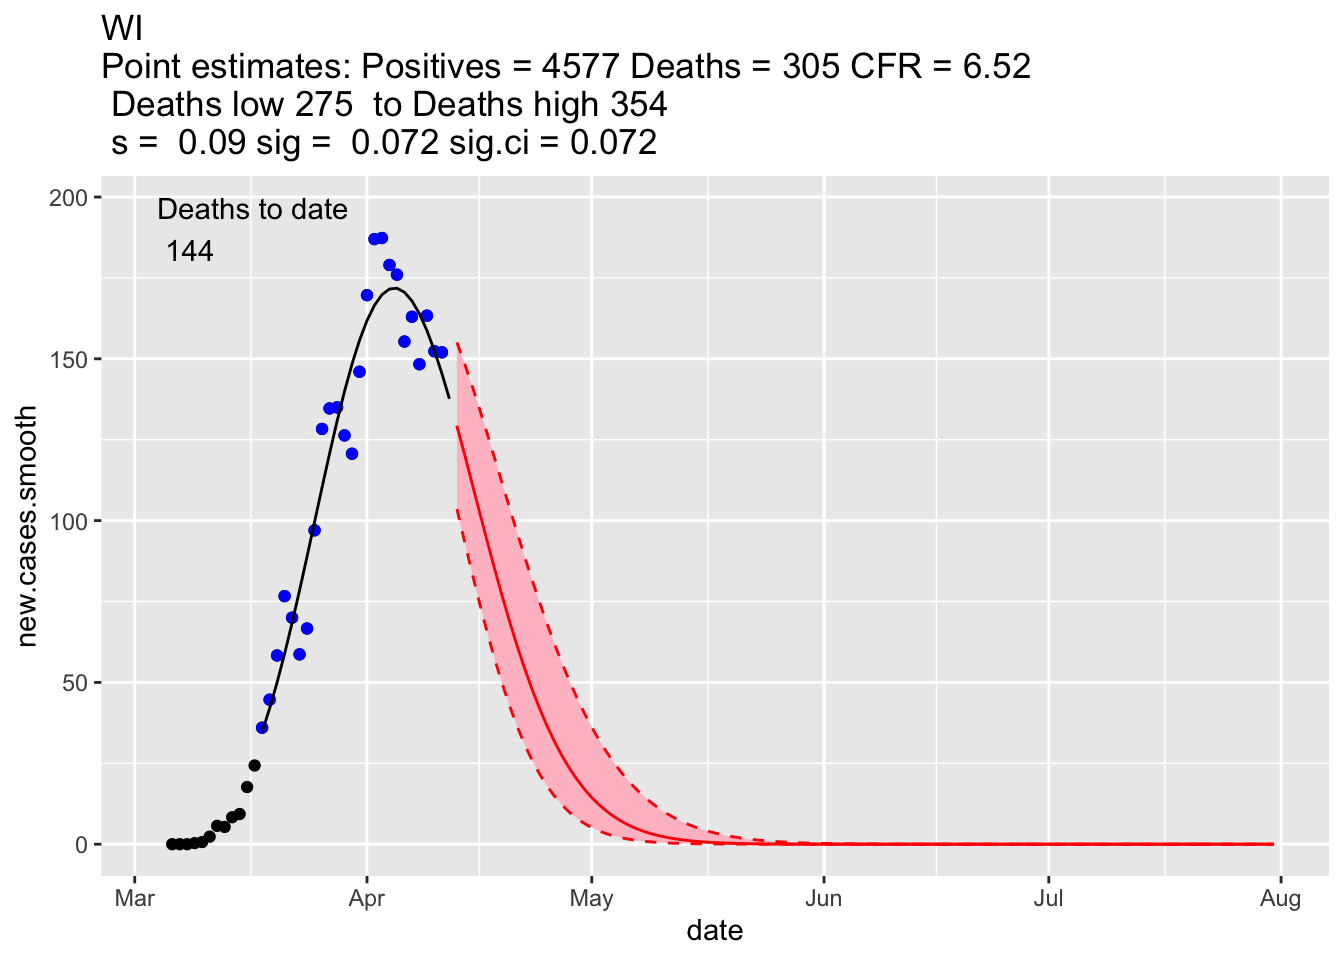 WI
Point estimates: Positives = 4577 Deaths = 305 CFR = 6.52
Deaths low 275  to Deaths high 354
s =  0.09 sig =  0.072 sig.ci = 0.072
200
Deaths to date
144
150
100
50
0
new.cases.smooth
Mar Apr May Jun Jul Aug
date